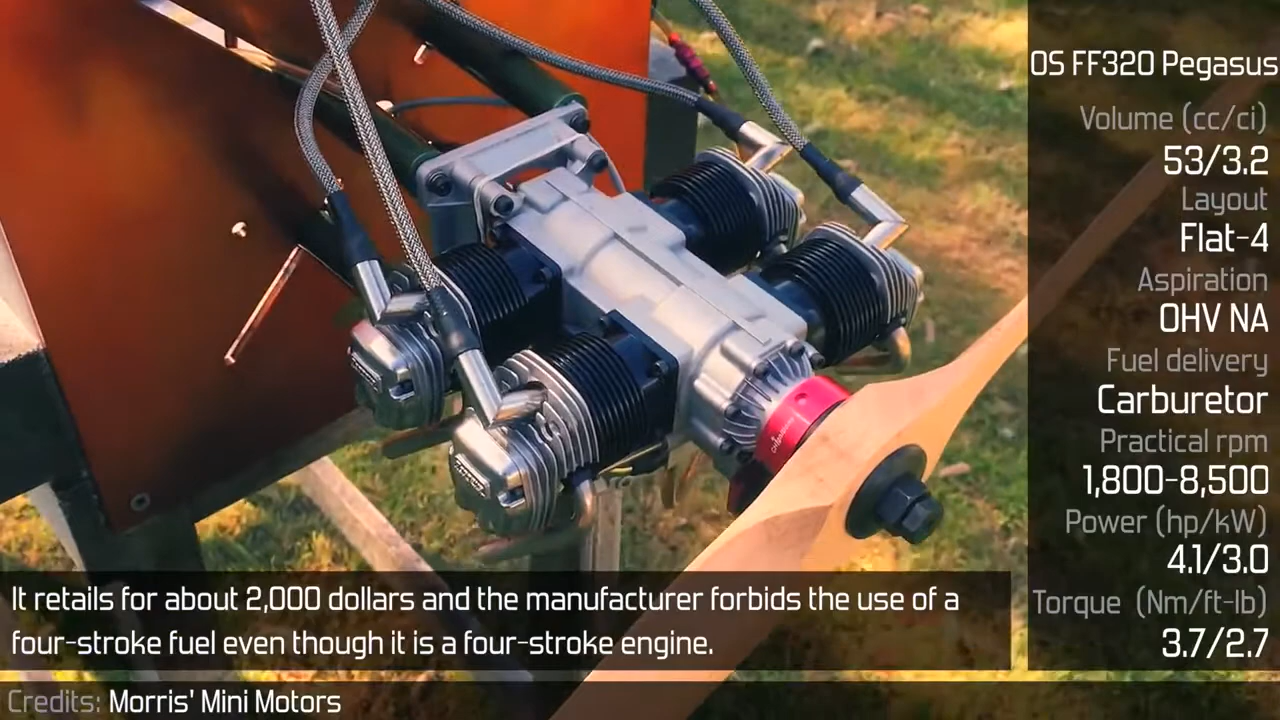 OS FF320 Pegasus
Volume (cc/ci)
53/3.2
Layout
Flat-4
Aspiration
OHV NA
Fuel delivery
Carburetor
Practical rpm
1,800-8,500
Power (hp/kW)
4.1/3.0
Torque (Nm/ft-lb)
3.7/2.7
It retails for about 2,000 dollars and the manufacturer forbids the use of a
four-stroke fuel even though it is a four-stroke engine.
Credits: Morris' Mini Motors